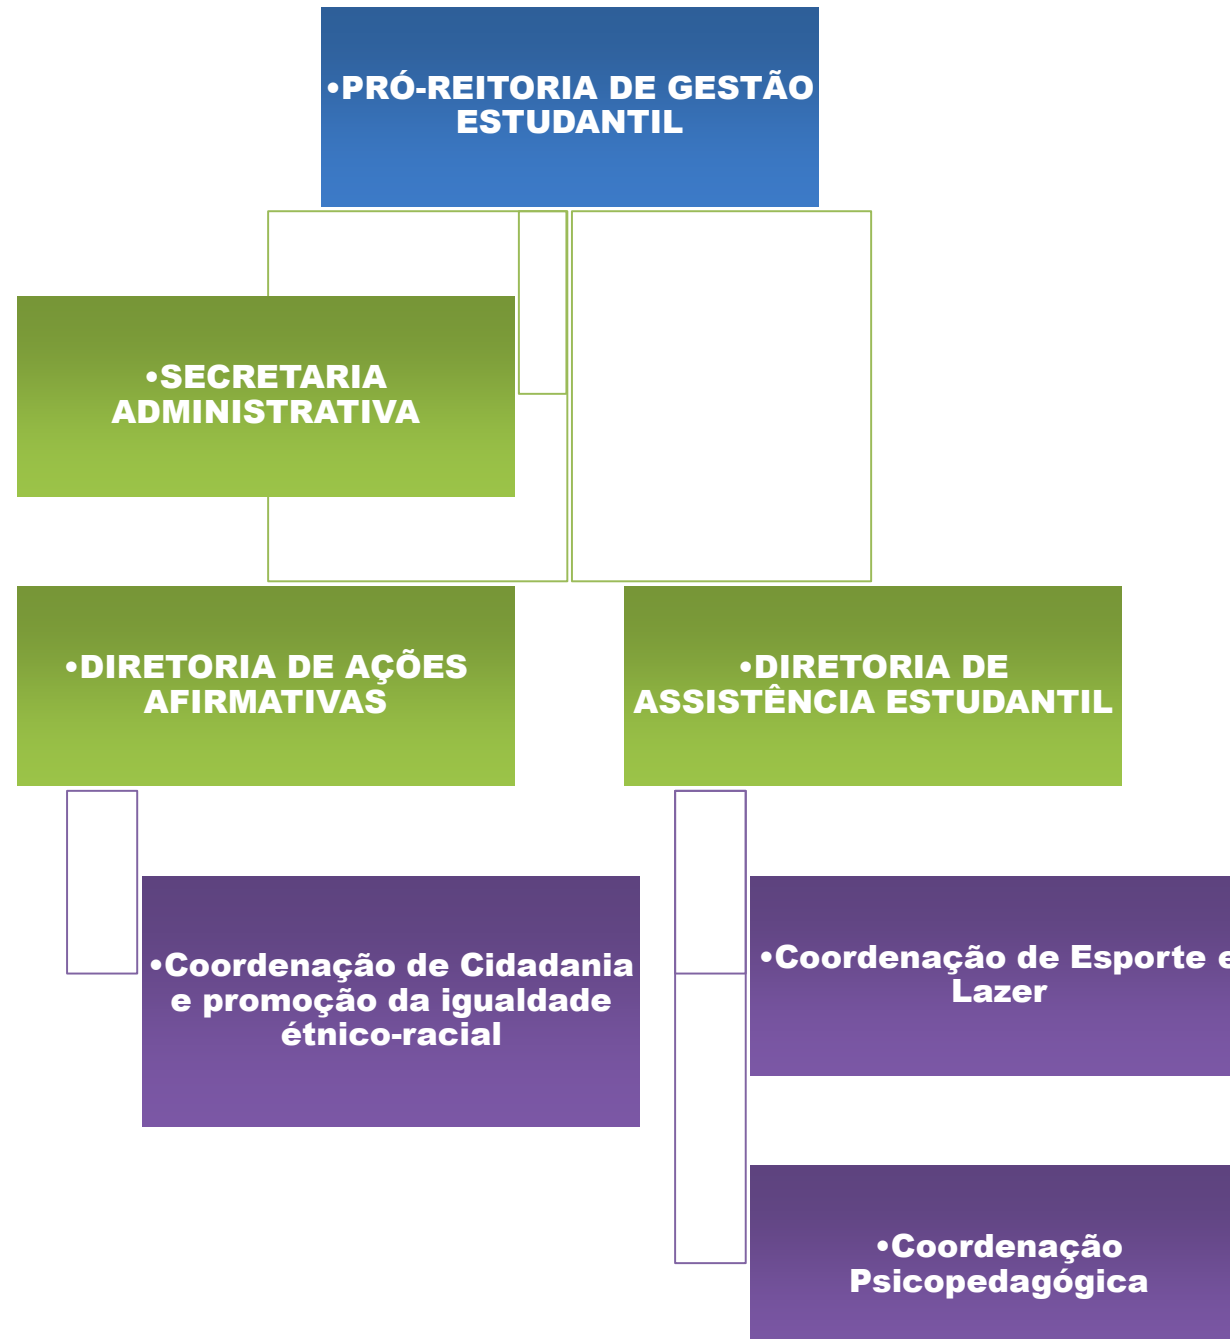 •PRÓ-REITORIA DE GESTÃO
ESTUDANTIL
•SECRETARIA
ADMINISTRATIVA
•DIRETORIA DE AÇÕES
AFIRMATIVAS
•DIRETORIA DE
ASSISTÊNCIA ESTUDANTIL
•Coordenação de Cidadania
e promoção da igualdade
étnico-racial
•Coordenação de Esporte e
Lazer
•Coordenação
Psicopedagógica